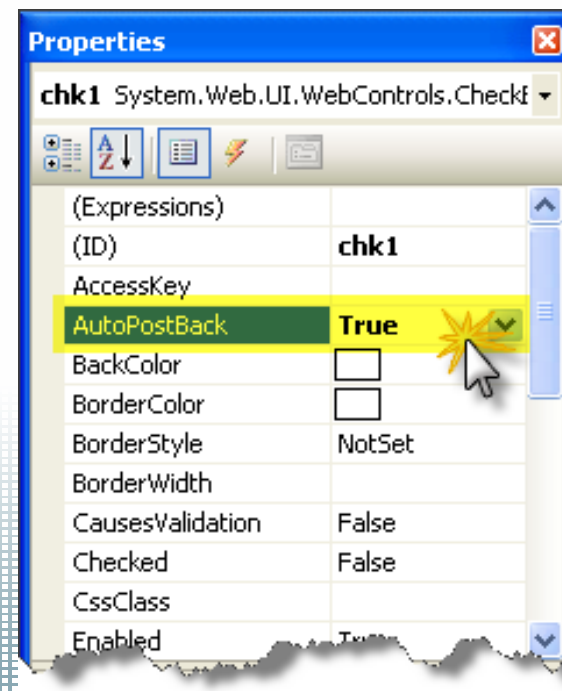 Properties
chk1 System.Web.UI.WebControls.Check
A Z
(Expressions)
(ID) chk1
AccessKey
AutoPostBack True
BackColor
BorderColor
BorderStyle NotSet
BorderWidth
CausesValidation False
Checked False
CssClass
Enabled